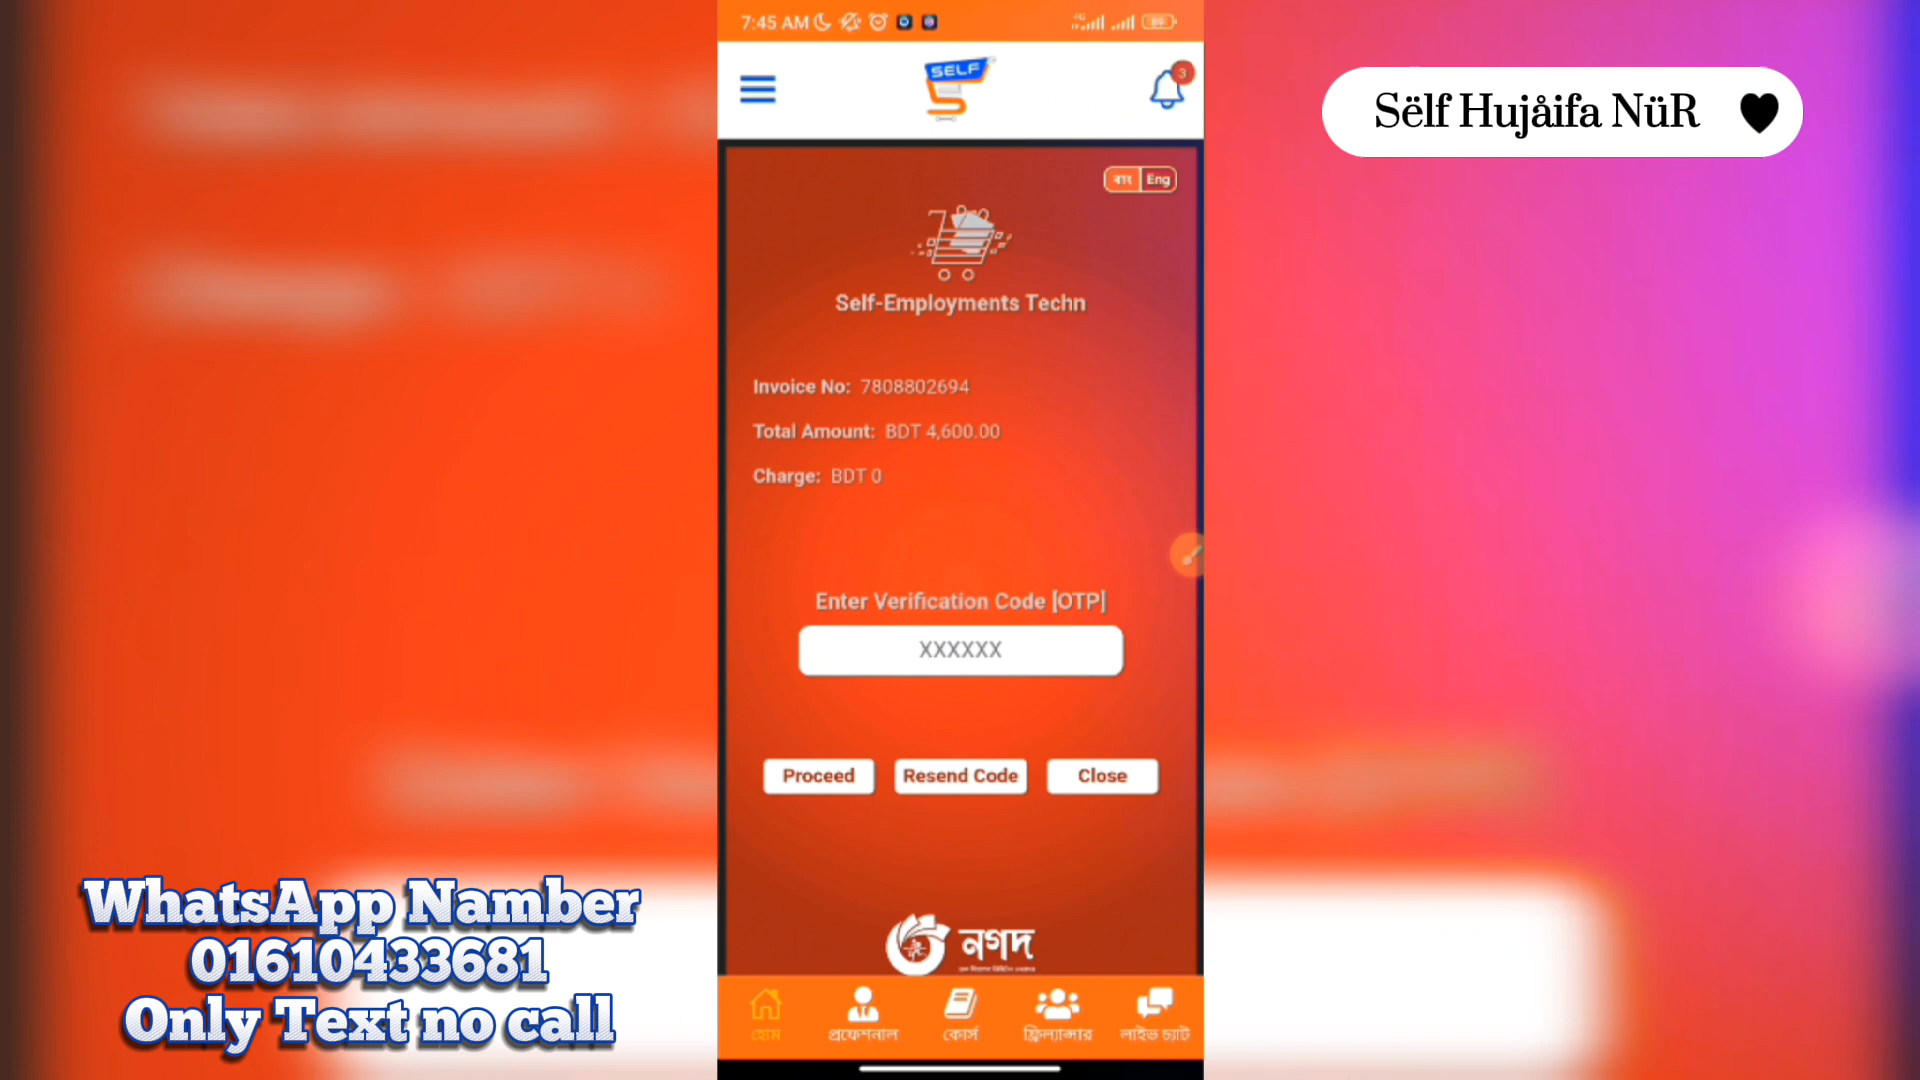 7:45 AM
SELF
3
Sëlf Hujåifa NüR
বাং Eng
Self-Employments Techn
Invoice No: 7808802694
Total Amount: BDT 4,600.00
Charge: BDT 0
Enter Verification Code [OTP]
XXXXXX
Proceed Resend Code Close
নগদ
হোম প্রফেশনাল কোর্স ফ্রিল্যান্সার লাইভ চ্যাট
WhatsApp Namber
01610433681
Only Text no call